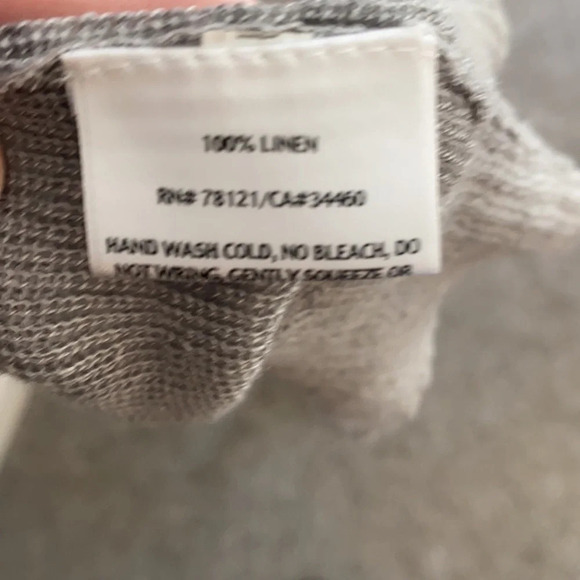 100% LINEN
RN# 78121/CA#34460
HAND WASH COLD, NO BLEACH, DO
NOT WRING, GENTLY SQUEEZE OR